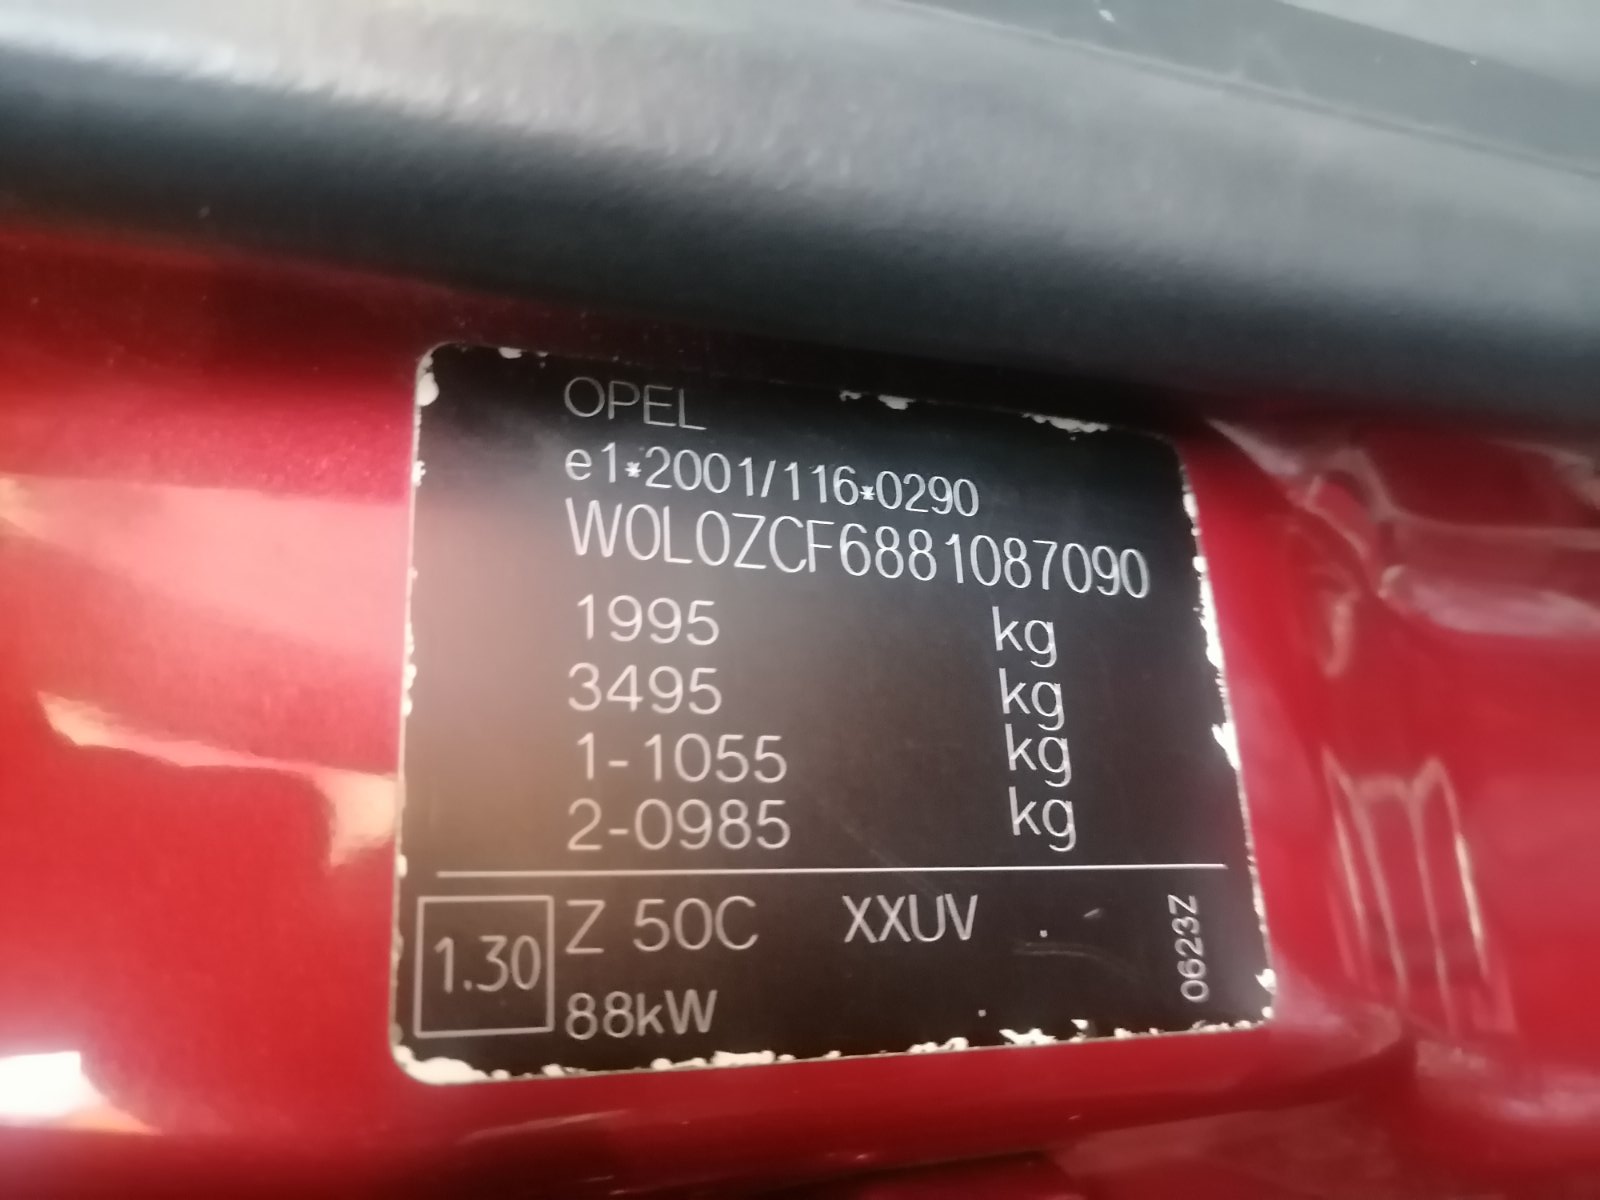 OPEL
e1*2001/116*0290
W0L0ZCF6881087090
1995 kg
3495 kg
1-1055 kg
2-0985 kg
1.30
Z 50C XXUV
88kW
0623Z